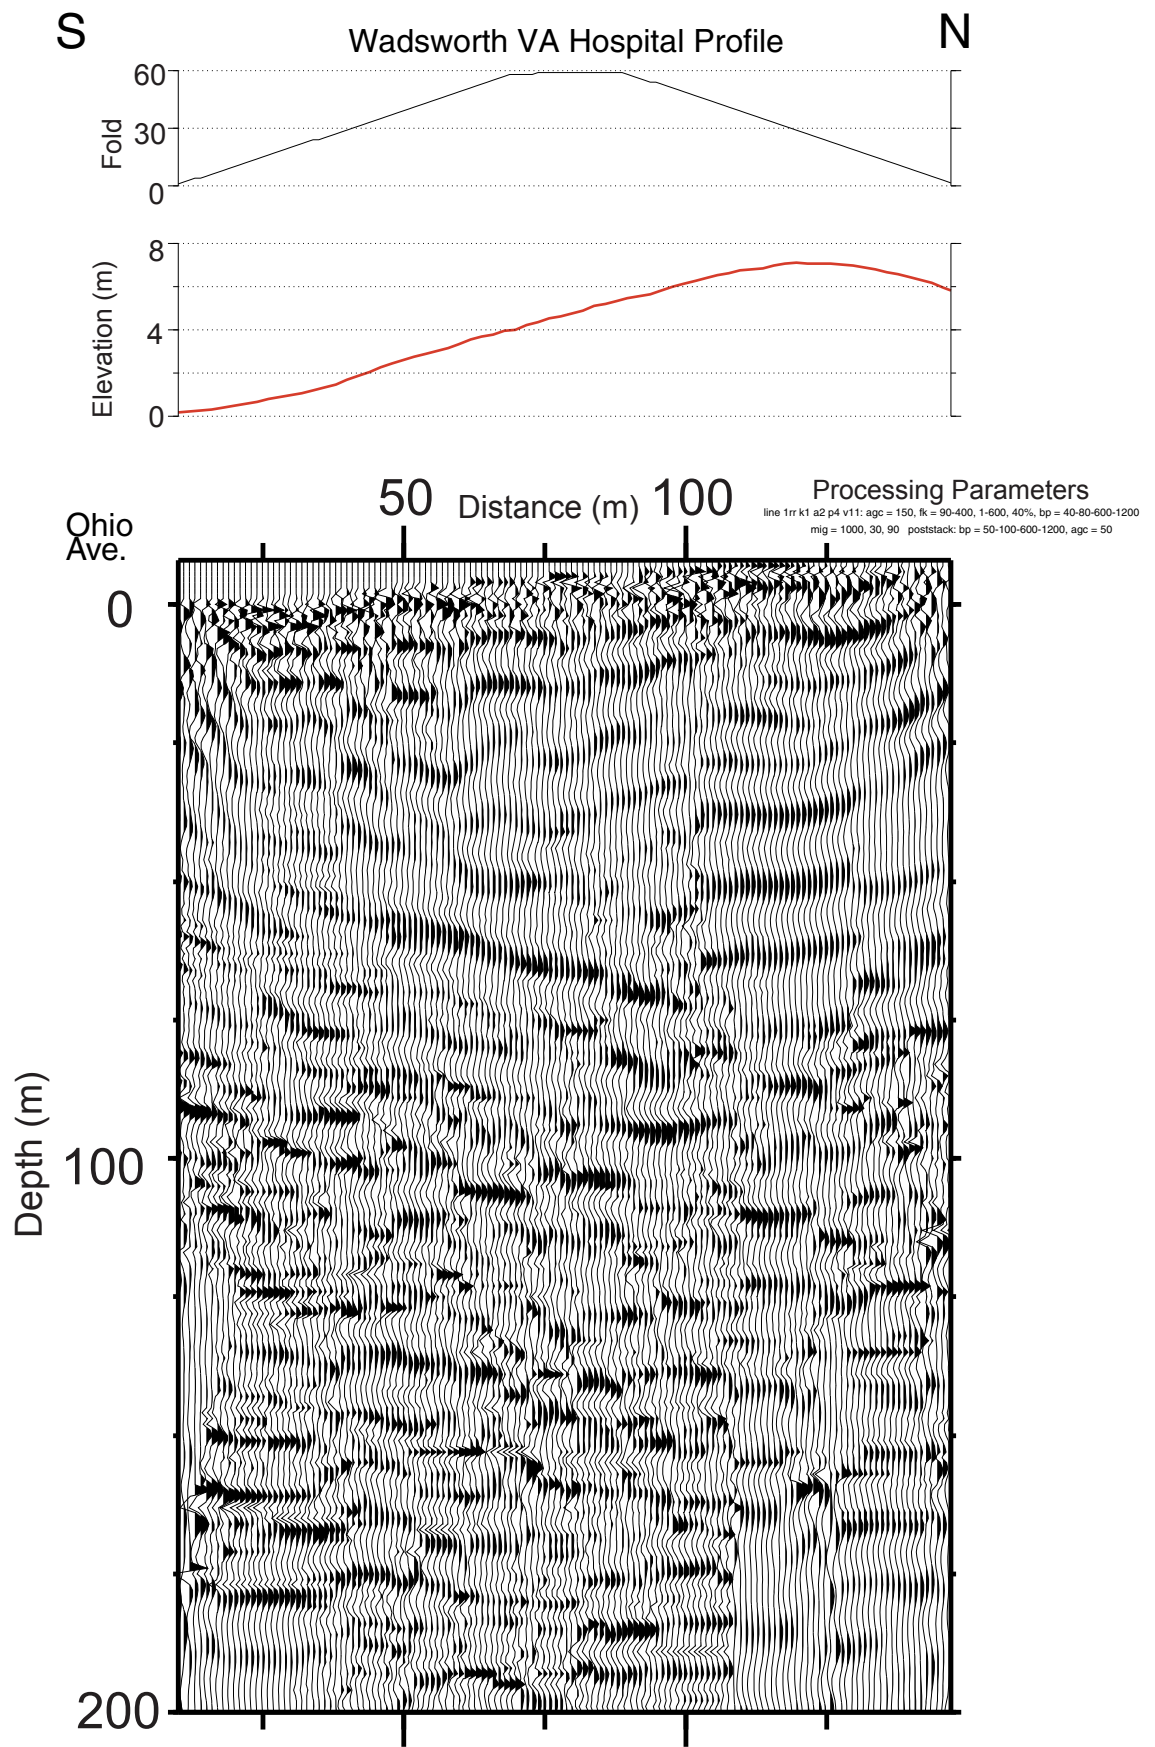 S
N
Wadsworth VA Hospital Profile
60
30
0
Fold
8
4
0
Elevation (m)
50 Distance (m) 100
Processing Parameters
line 1rr k1 a2 p4 v11: agc = 150, fk = 90-400, 1-600, 40%, bp = 40-80-600-1200
mig = 1000, 30, 90 poststack: bp = 50-100-600-1200, agc = 50
Ohio
Ave.
0
100
200
Depth (m)